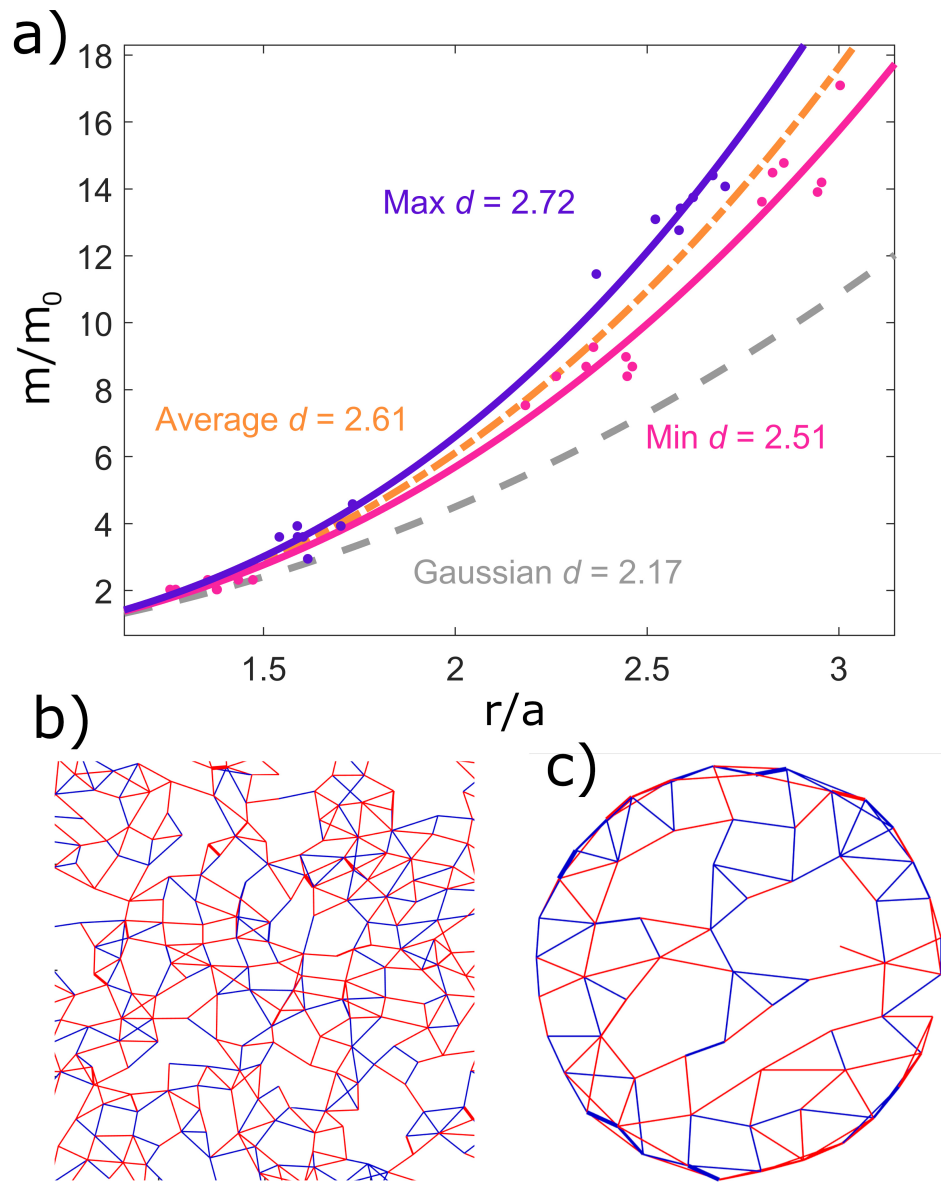 a)
18
16
14
12
10
8
6
4
2
m/m0
Max d = 2.72
Average d = 2.61
Min d = 2.51
Gaussian d = 2.17
1.5 2 2.5 3
r/a
b)
c)